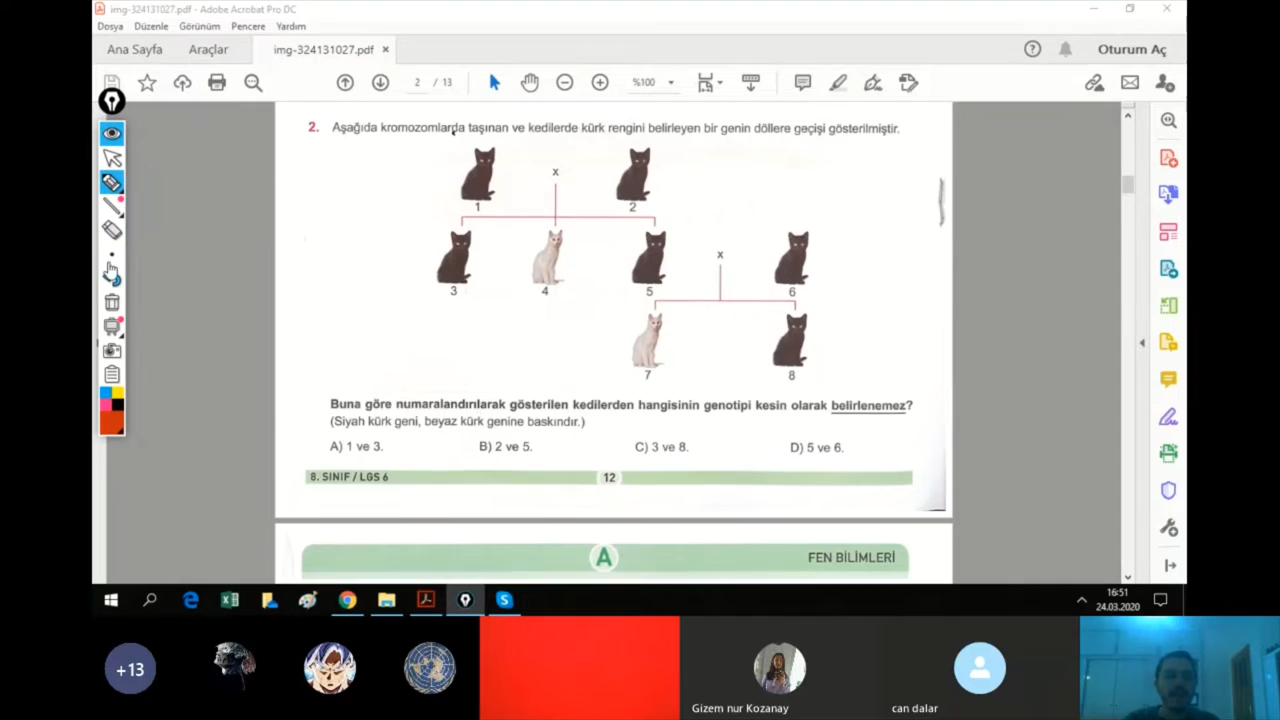 img-324131027.pdf - Adobe Acrobat Pro DC
Dosya Düzenle Görünüm Pencere Yardım
Ana Sayfa Araçlar img-324131027.pdf × Oturum Aç
2 / 13 %100
2. Aşağıda kromozomlarda taşınan ve kedilerde kürk rengini belirleyen bir genin döllere geçişi gösterilmiştir.
x
1 2
x
3 4 5 6
7 8
Buna göre numaralandırılarak gösterilen kedilerden hangisinin genotipi kesin olarak belirlenemez?
(Siyah kürk geni, beyaz kürk genine baskındır.)
A) 1 ve 3. B) 2 ve 5. C) 3 ve 8. D) 5 ve 6.
8. SINIF / LGS 6 12
A FEN BİLİMLERİ
16:51
24.03.2020
+13
Gizem nur Kozanay can dalar